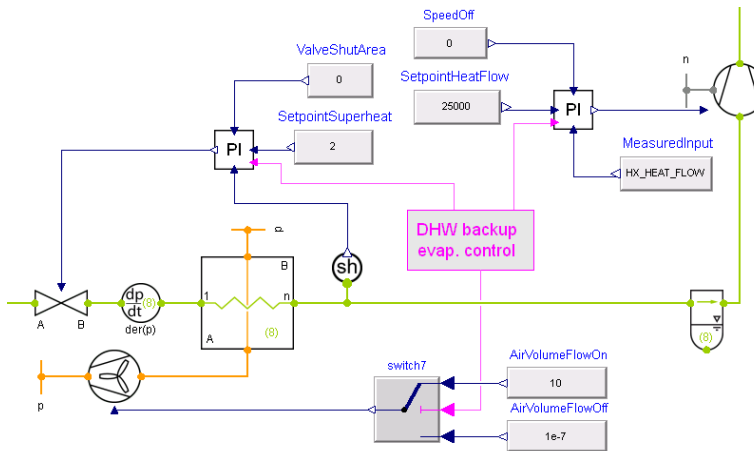 SpeedOff
0
n
ValveShutArea
0
SetpointHeatFlow
25000
PI
SetpointSuperheat
2
PI
MeasuredInput
HX_HEAT_FLOW
DHW backup
evap. control
p
sh
B
dp
dt
(8)
1
n
A
B
der(p)
A
(8)
(8)
switch7
AirVolumeFlowOn
10
p
AirVolumeFlowOff
1e-7